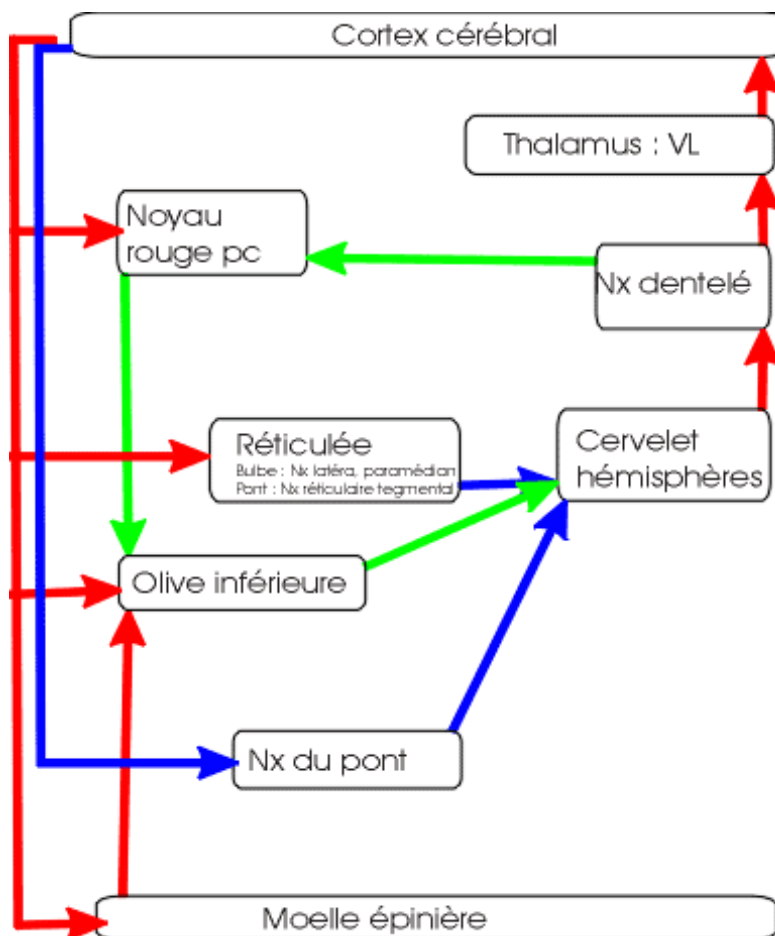 Cortex cérébral
Thalamus : VL
Noyau
rouge pc
Nx dentelé
Réticulée
Bulbe : Nx latéra, paramédian
Pont : Nx réticulaire tegmental
Cervelet
hémisphères
Olive inférieure
Nx du pont
Moelle épinière